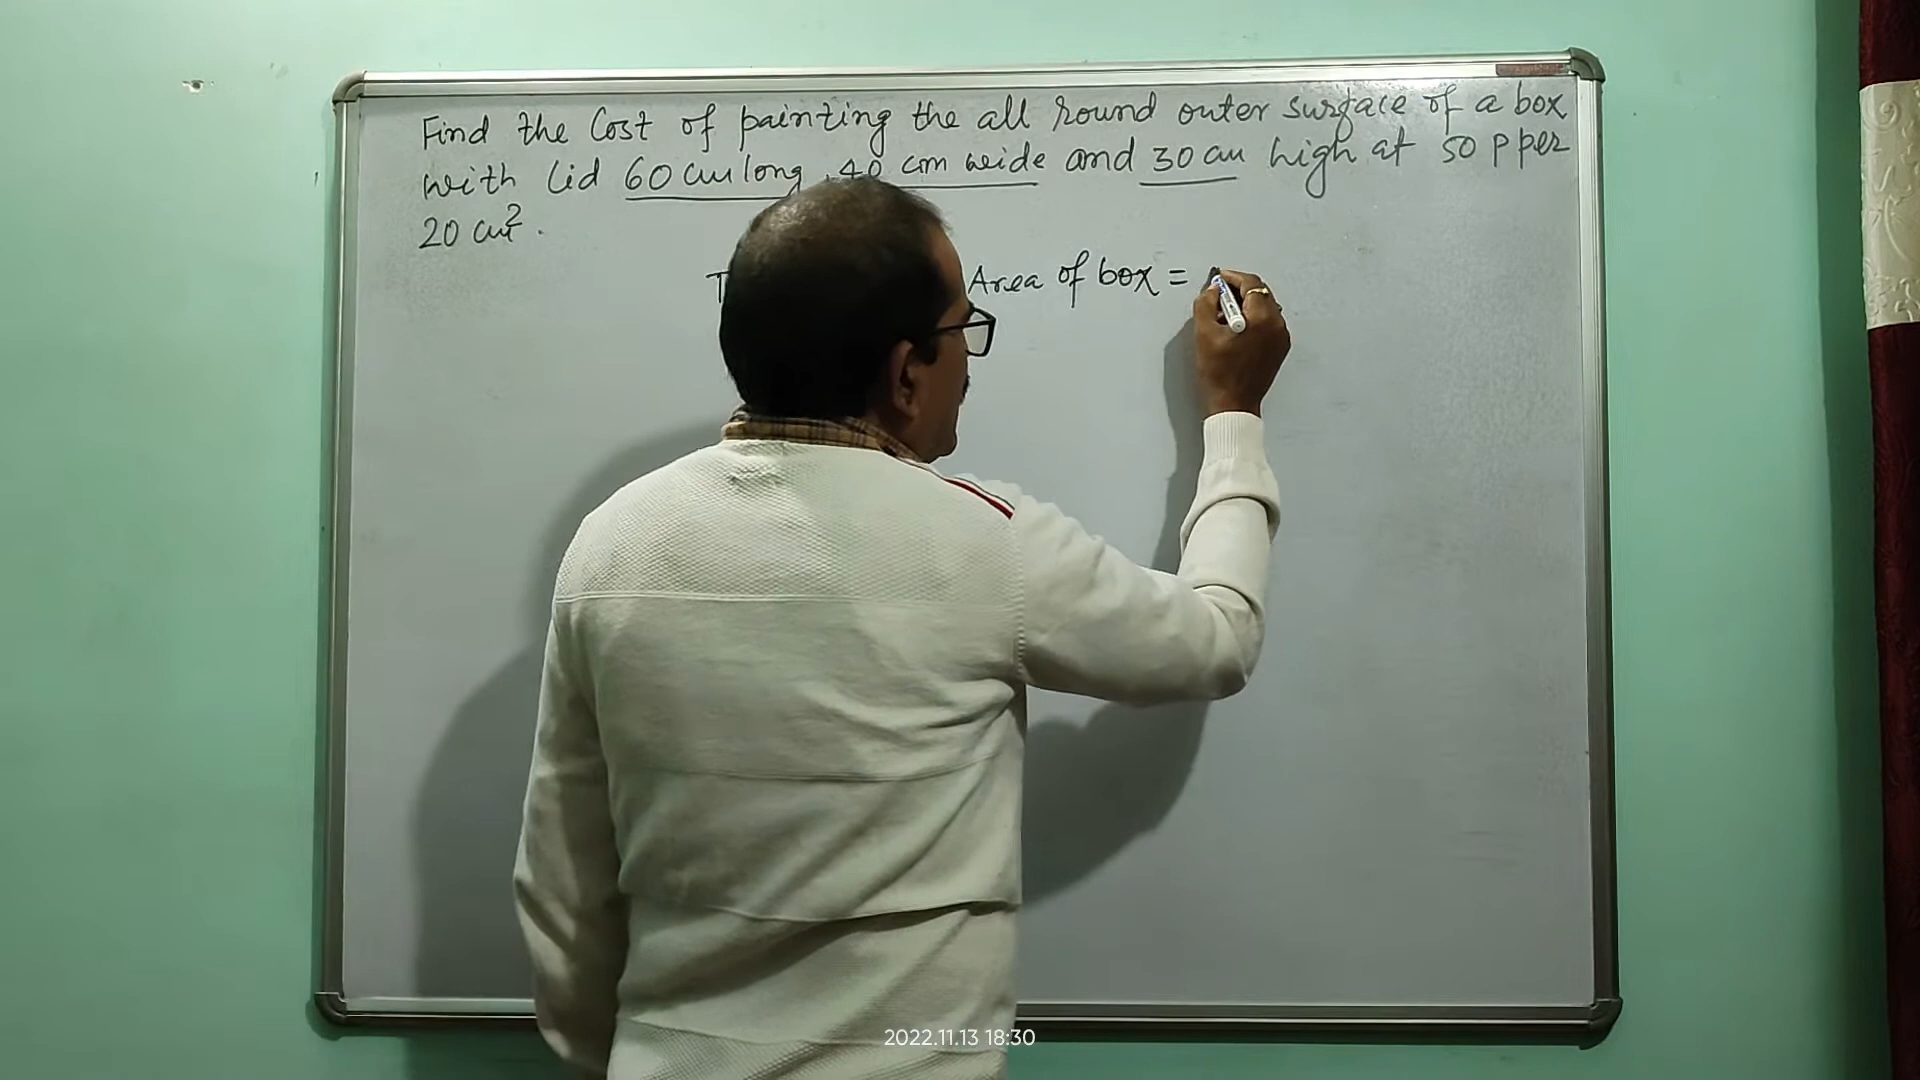 Find the Cost of painting the all round outer surface of a box
with lid 60 cm long, 40 cm wide and 30 cm high at 50 P per
20 cm².
Area of box =
2022.11.13 18:30